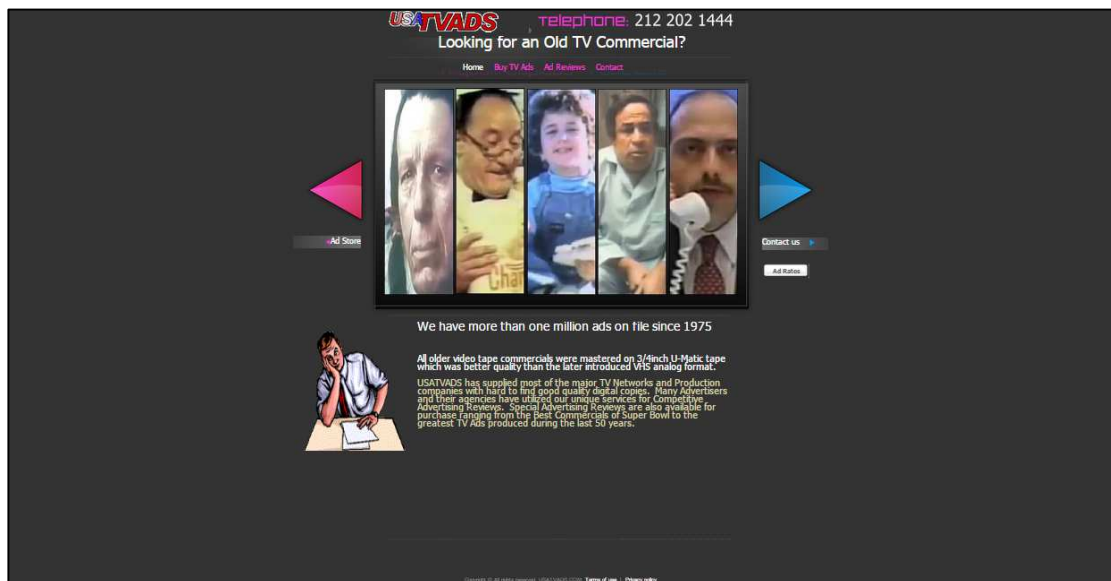 USATVADS
Telephone: 212 202 1444
Looking for an Old TV Commercial?
Home Buy TV Ads Ad Reviews Contact
Ad Store
Contact us
Ad Rates
We have more than one million ads on file since 1975
All older video tape commercials were mastered on 3/4inch U-Matic tape
which was better quality than the later introduced VHS analog format.
USATVADS has supplied most of the major TV Networks and Production
companies with hard to find good quality digital copies. Many Advertisers
and their agencies have utilized our unique services for Competitive
Advertising Reviews. Special Advertising Reviews are also available for
purchase ranging from the Best Commercials of Super Bowl to the
greatest TV Ads produced during the last 50 years.
Copyright © All rights reserved. USATVADS.COM. Terms of use | Privacy policy